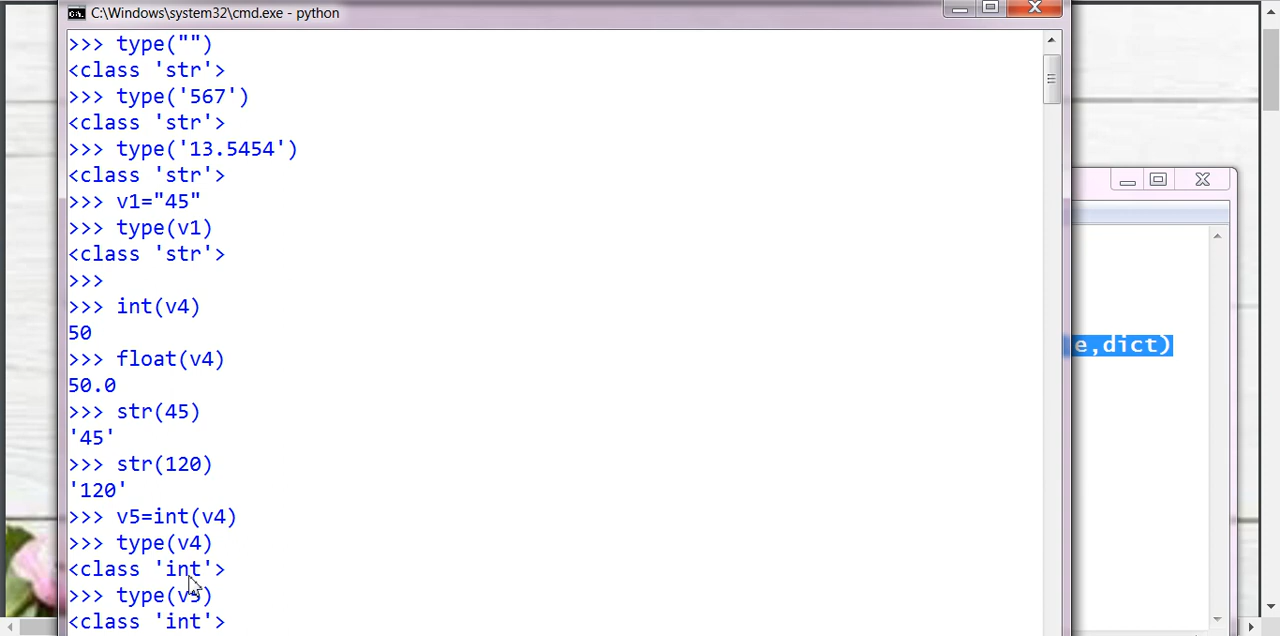 C:\Windows\system32\cmd.exe - python
>>> type("")
<class 'str'>
>>> type('567')
<class 'str'>
>>> type('13.5454')
<class 'str'>
>>> v1="45"
>>> type(v1)
<class 'str'>
>>>
>>> int(v4)
50
>>> float(v4)
50.0
>>> str(45)
'45'
>>> str(120)
'120'
>>> v5=int(v4)
>>> type(v4)
<class 'int'>
>>> type(v5)
<class 'int'>
e,dict)